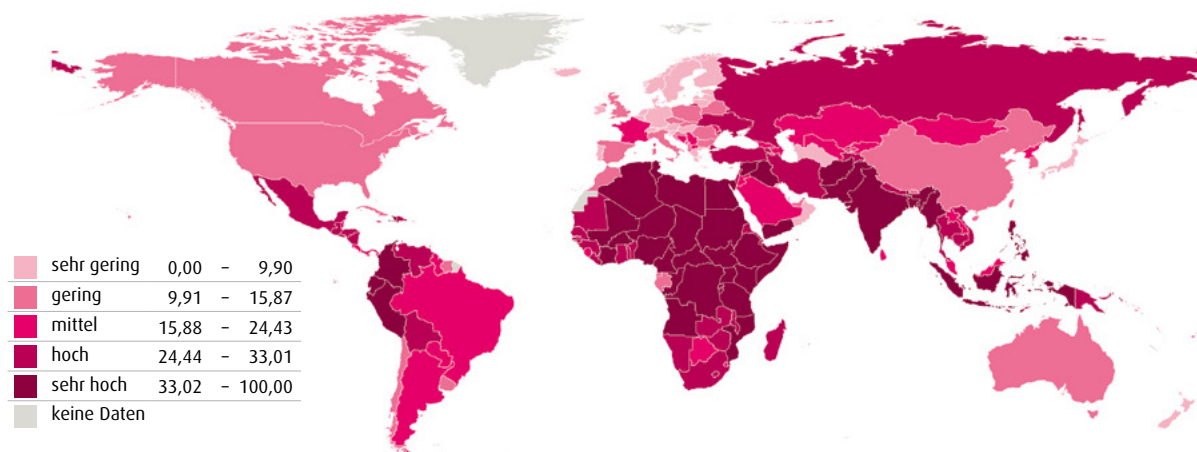 sehr gering 0,00 – 9,90
gering 9,91 – 15,87
mittel 15,88 – 24,43
hoch 24,44 – 33,01
sehr hoch 33,02 – 100,00
keine Daten